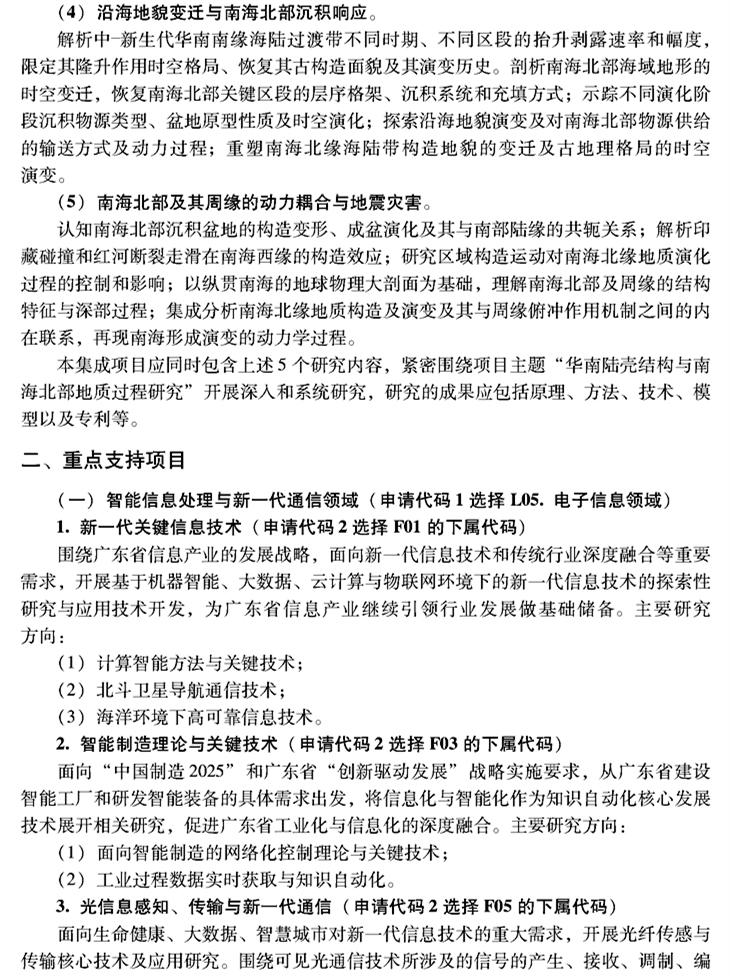 （4）沿海地貌变迁与南海北部沉积响应。
解析中-新生代华南南缘海陆过渡带不同时期、不同区段的抬升剥露速率和幅度，
限定其隆升作用时空格局、恢复其古构造面貌及其演变历史。剖析南海北部海域地形的
时空变迁，恢复南海北部关键区段的层序格架、沉积系统和充填方式；示踪不同演化阶
段沉积物源类型、盆地原型性质及时空演化；探索沿海地貌演变及对南海北部物源供给
的输送方式及动力过程；重塑南海北缘海陆带构造地貌的变迁及古地理格局的时空
演变。
（5）南海北部及其周缘的动力耦合与地震灾害。
认知南海北部沉积盆地的构造变形、成盆演化及其与南部陆缘的共轭关系；解析印
藏碰撞和红河断裂走滑在南海西缘的构造效应；研究区域构造运动对南海北缘地质演化
过程的控制和影响；以纵贯南海的地球物理大剖面为基础，理解南海北部及周缘的结构
特征与深部过程；集成分析南海北缘地质构造及演变及其与周缘俯冲作用机制之间的内
在联系，再现南海形成演变的动力学过程。
本集成项目应同时包含上述 5 个研究内容，紧密围绕项目主题“华南陆壳结构与南
海北部地质过程研究”开展深入和系统研究，研究的成果应包括原理、方法、技术、模
型以及专利等。
二、重点支持项目
（一）智能信息处理与新一代通信领域（申请代码 1 选择 L05. 电子信息领域）
1. 新一代关键信息技术（申请代码 2 选择 F01 的下属代码）
围绕广东省信息产业的发展战略，面向新一代信息技术和传统行业深度融合等重要
需求，开展基于机器智能、大数据、云计算与物联网环境下的新一代信息技术的探索性
研究与应用技术开发，为广东省信息产业继续引领行业发展做基础储备。主要研究
方向：
（1）计算智能方法与关键技术；
（2）北斗卫星导航通信技术；
（3）海洋环境下高可靠信息技术。
2. 智能制造理论与关键技术（申请代码 2 选择 F03 的下属代码）
面向“中国制造 2025”和广东省“创新驱动发展”战略实施要求，从广东省建设
智能工厂和研发智能装备的具体需求出发，将信息化与智能化作为知识自动化核心发展
技术展开相关研究，促进广东省工业化与信息化的深度融合。主要研究方向：
（1）面向智能制造的网络化控制理论与关键技术；
（2）工业过程数据实时获取与知识自动化。
3. 光信息感知、传输与新一代通信（申请代码 2 选择 F05 的下属代码）
面向生命健康、大数据、智慧城市对新一代信息技术的重大需求，开展光纤传感与
传输核心技术及应用研究。围绕可见光通信技术所涉及的信号的产生、接收、调制、编